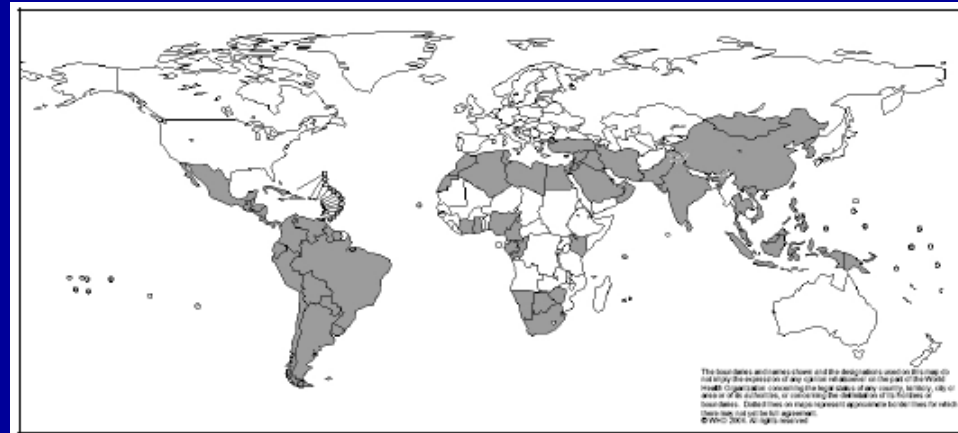 The boundaries and names shown and the designations used on this map do
not imply the expression of any opinion whatsoever on the part of the World
Health Organization concerning the legal status of any country, territory, city or
area or of its authorities, or concerning the delimitation of its frontiers or
boundaries. Dotted lines on maps represent approximate border lines for which
there may not yet be full agreement.
© WHO 2004. All rights reserved